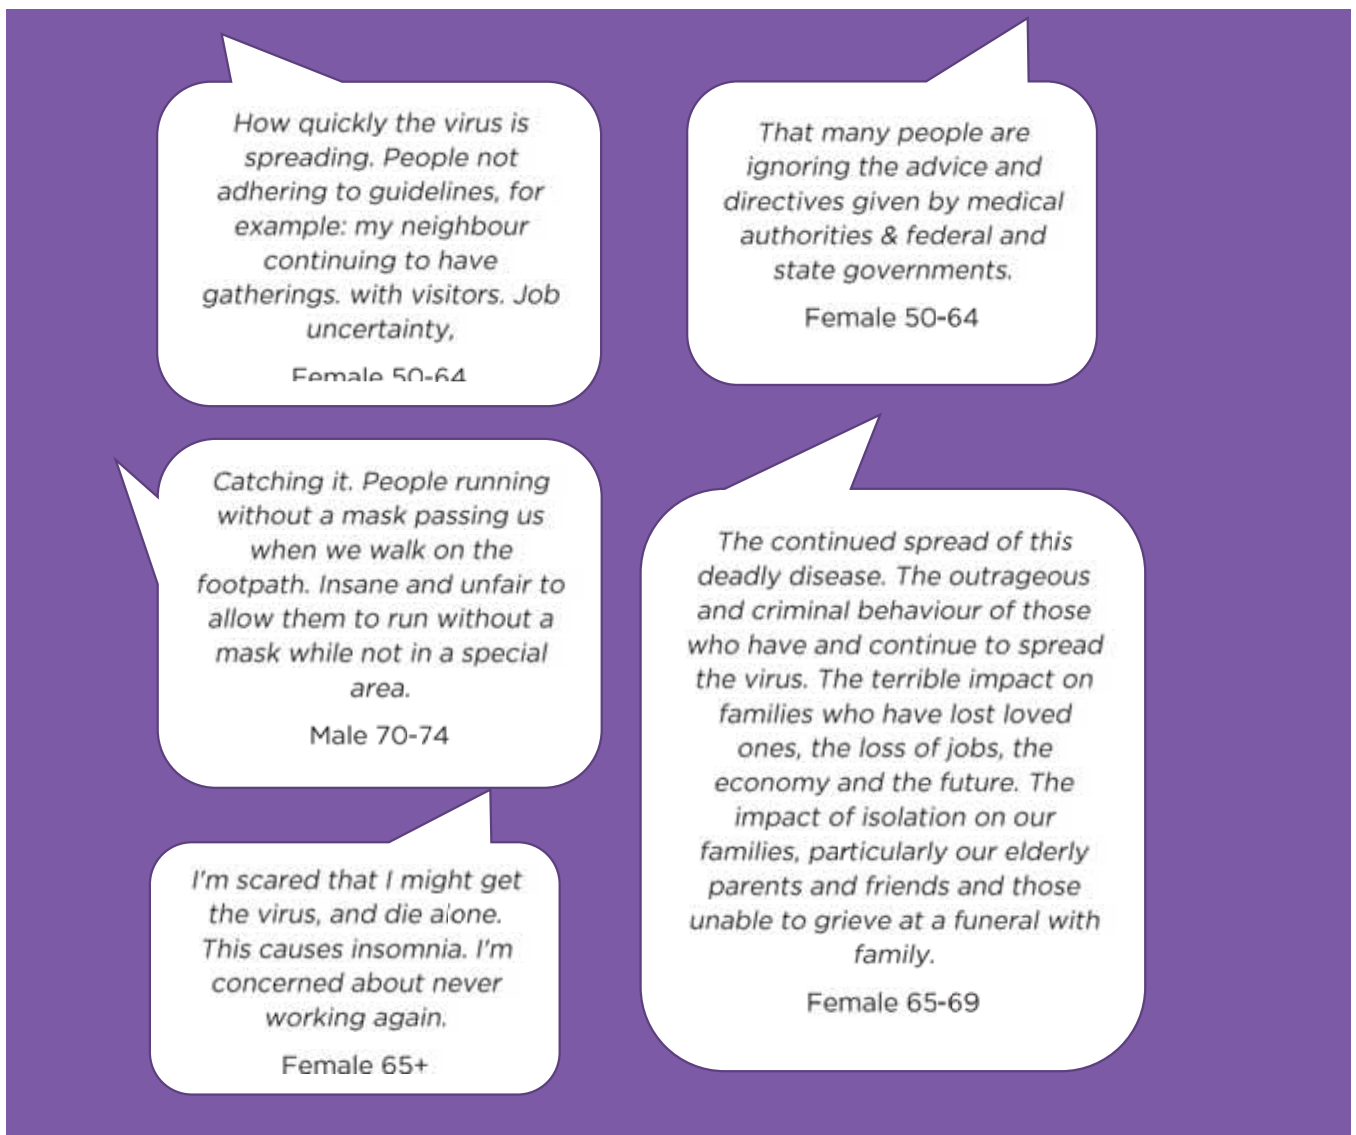 How quickly the virus is
spreading. People not
adhering to guidelines, for
example: my neighbour
continuing to have
gatherings. with visitors. Job
uncertainty,
Female 50-64
That many people are
ignoring the advice and
directives given by medical
authorities & federal and
state governments.
Female 50-64
Catching it. People running
without a mask passing us
when we walk on the
footpath. Insane and unfair to
allow them to run without a
mask while not in a special
area.
Male 70-74
The continued spread of this
deadly disease. The outrageous
and criminal behaviour of those
who have and continue to spread
the virus. The terrible impact on
families who have lost loved
ones, the loss of jobs, the
economy and the future. The
impact of isolation on our
families, particularly our elderly
parents and friends and those
unable to grieve at a funeral with
family.
Female 65-69
I'm scared that I might get
the virus, and die alone.
This causes insomnia. I'm
concerned about never
working again.
Female 65+